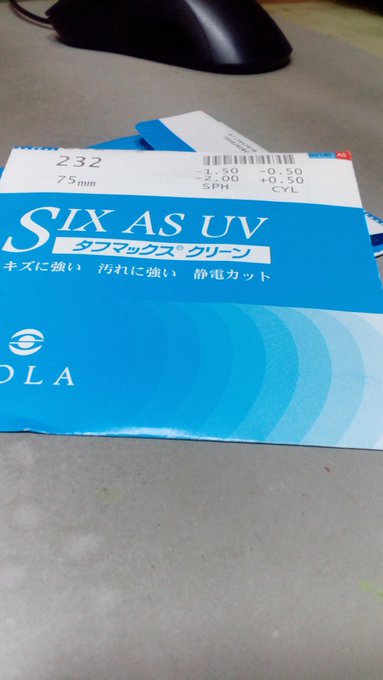 232
75mm
-1.50 -0.50
-2.00 +0.50
SPH CYL
AS
SIX AS UV
タフマックス® クリーン
キズに強い 汚れに強い 静電カット
OLA